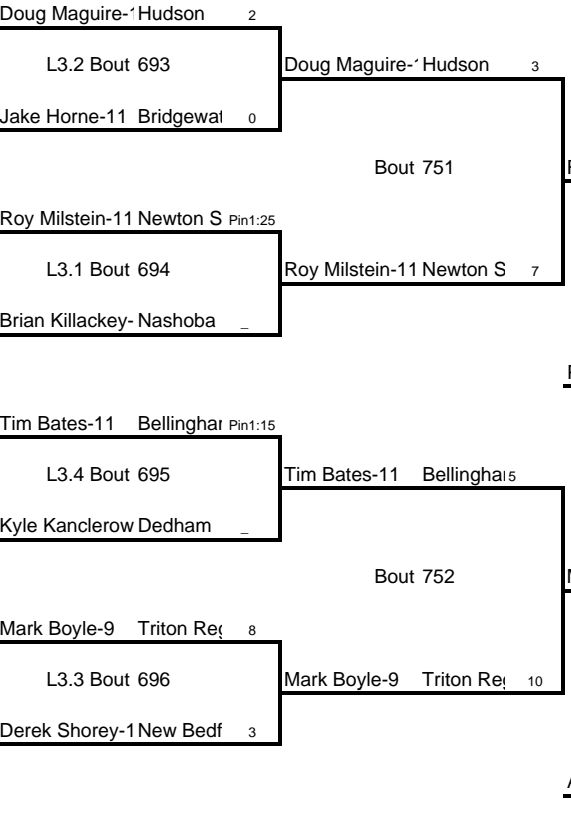 Doug Maguire-1 Hudson 2
L3.2 Bout 693
Doug Maguire-1 Hudson 3
Jake Horne-11 Bridgewat 0
Bout 751
Roy Milstein-11 Newton S Pin1:25
L3.1 Bout 694
Roy Milstein-11 Newton S 7
Brian Killackey- Nashoba _
Tim Bates-11 Bellingha Pin1:15
L3.4 Bout 695
Tim Bates-11 Bellingha 5
Kyle Kanclerow Dedham _
Bout 752
Mark Boyle-9 Triton Reg 8
L3.3 Bout 696
Mark Boyle-9 Triton Reg 10
Derek Shorey-1 New Bedf 3